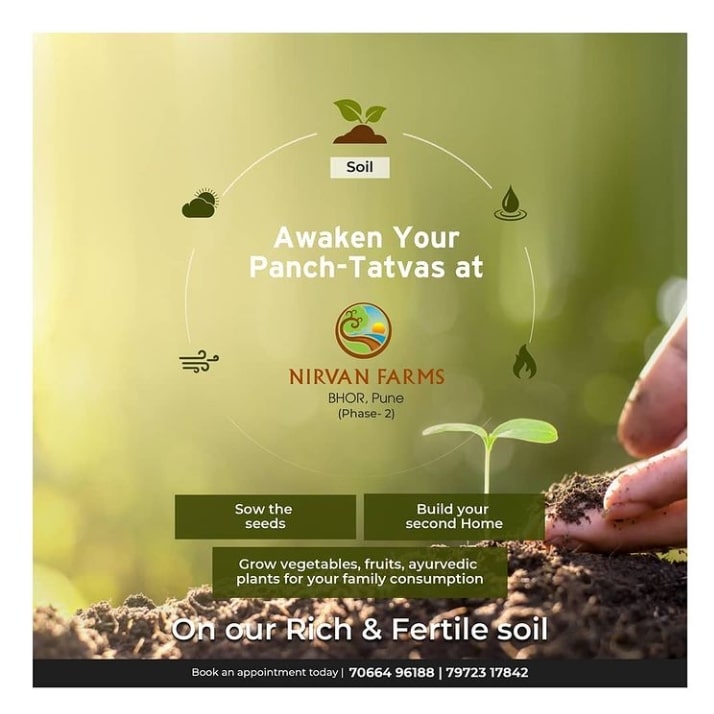 Soil
Awaken Your
Panch-Tatvas at
NIRVAN FARMS
BHOR, Pune
(Phase- 2)
Sow the
seeds
Build your
second Home
Grow vegetables, fruits, ayurvedic
plants for your family consumption
On our Rich & Fertile soil
Book an appointment today | 70664 96188 | 79723 17842